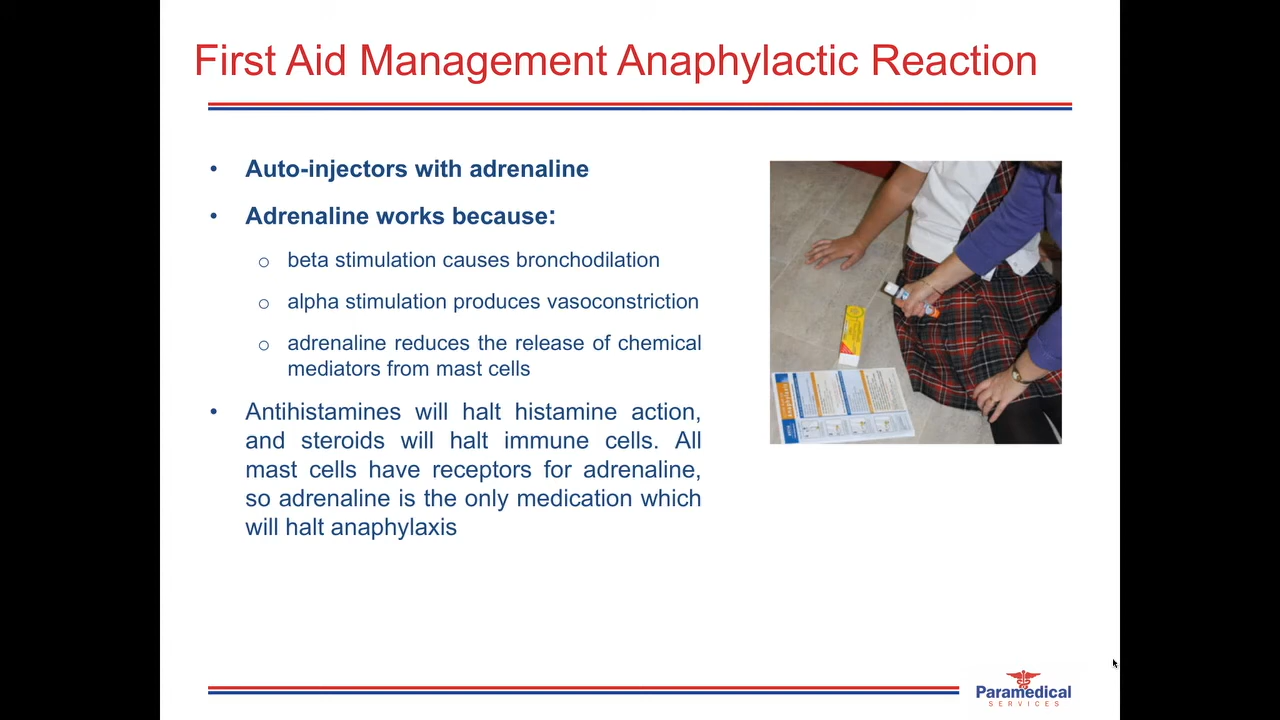 First Aid Management Anaphylactic Reaction
• Auto-injectors with adrenaline
• Adrenaline works because:
o beta stimulation causes bronchodilation
o alpha stimulation produces vasoconstriction
o adrenaline reduces the release of chemical
mediators from mast cells
• Antihistamines will halt histamine action,
and steroids will halt immune cells. All
mast cells have receptors for adrenaline,
so adrenaline is the only medication which
will halt anaphylaxis
Paramedical
SERVICES